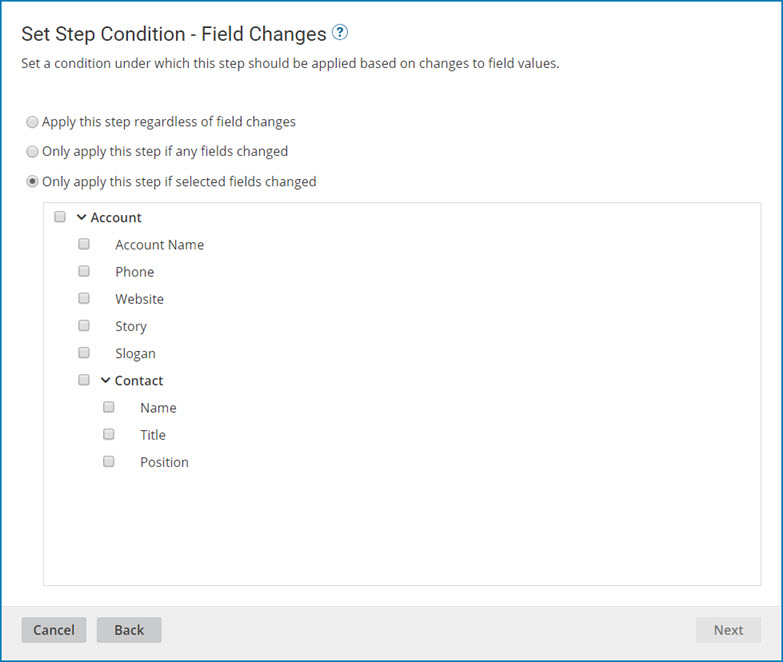 Set Step Condition - Field Changes ?
Set a condition under which this step should be applied based on changes to field values.
Apply this step regardless of field changes
Only apply this step if any fields changed
Only apply this step if selected fields changed
Account
Account Name
Phone
Website
Story
Slogan
Contact
Name
Title
Position
Cancel Back Next